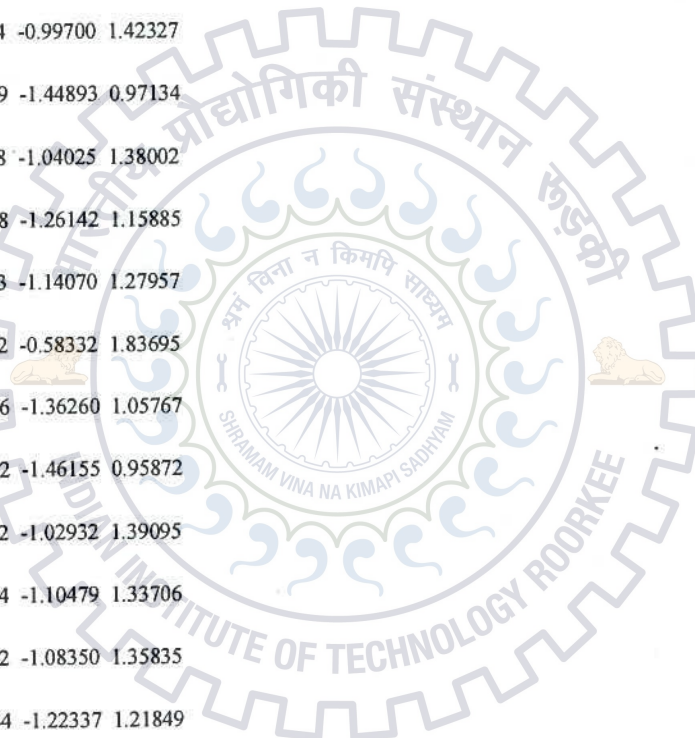 4 -0.99700 1.42327
9 -1.44893 0.97134
8 -1.04025 1.38002
8 -1.26142 1.15885
3 -1.14070 1.27957
2 -0.58332 1.83695
6 -1.36260 1.05767
2 -1.46155 0.95872
2 -1.02932 1.39095
4 -1.10479 1.33706
2 -1.08350 1.35835
4 -1.22337 1.21849
भारतीय प्रौद्योगिकी संस्थान रुड़की
श्रमं विना न किमपि साध्यम्
SHRAMAM VINA NA KIMAPI SADHYAM
INDIAN INSTITUTE OF TECHNOLOGY ROORKEE